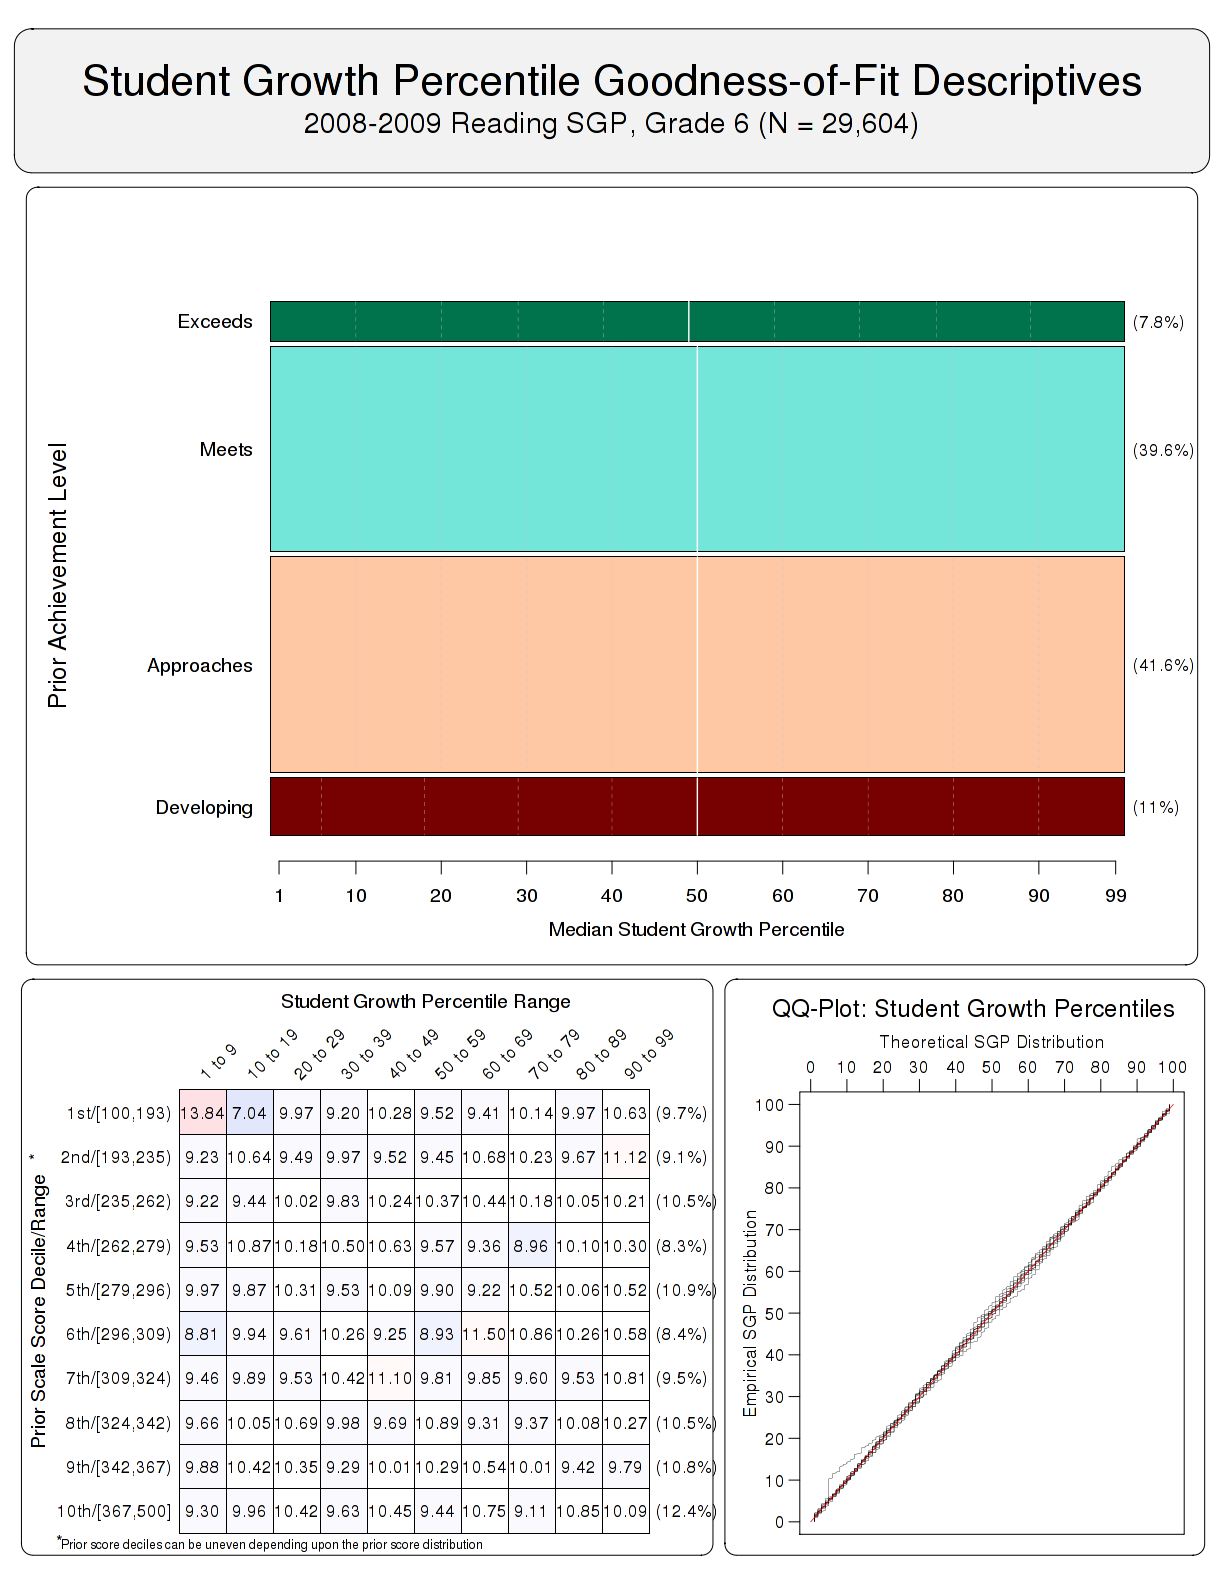 Student Growth Percentile Goodness-of-Fit Descriptives
2008-2009 Reading SGP, Grade 6 (N = 29,604)
Prior Achievement Level
Exceeds (7.8%)
Meets (39.6%)
Approaches (41.6%)
Developing (11%)
1 10 20 30 40 50 60 70 80 90 99
Median Student Growth Percentile
Student Growth Percentile Range
1 to 9 10 to 19 20 to 29 30 to 39 40 to 49 50 to 59 60 to 69 70 to 79 80 to 89 90 to 99
Prior Scale Score Decile/Range *
1st/[100,193) 13.84 7.04 9.97 9.20 10.28 9.52 9.41 10.14 9.97 10.63 (9.7%)
2nd/[193,235) 9.23 10.64 9.49 9.97 9.52 9.45 10.68 10.23 9.67 11.12 (9.1%)
3rd/[235,262) 9.22 9.44 10.02 9.83 10.24 10.37 10.44 10.18 10.05 10.21 (10.5%)
4th/[262,279) 9.53 10.87 10.18 10.50 10.63 9.57 9.36 8.96 10.10 10.30 (8.3%)
5th/[279,296) 9.97 9.87 10.31 9.53 10.09 9.90 9.22 10.52 10.06 10.52 (10.9%)
6th/[296,309) 8.81 9.94 9.61 10.26 9.25 8.93 11.50 10.86 10.26 10.58 (8.4%)
7th/[309,324) 9.46 9.89 9.53 10.42 11.10 9.81 9.85 9.60 9.53 10.81 (9.5%)
8th/[324,342) 9.66 10.05 10.69 9.98 9.69 10.89 9.31 9.37 10.08 10.27 (10.5%)
9th/[342,367) 9.88 10.42 10.35 9.29 10.01 10.29 10.54 10.01 9.42 9.79 (10.8%)
10th/[367,500] 9.30 9.96 10.42 9.63 10.45 9.44 10.75 9.11 10.85 10.09 (12.4%)
*Prior score deciles can be uneven depending upon the prior score distribution
QQ-Plot: Student Growth Percentiles
Theoretical SGP Distribution
0 10 20 30 40 50 60 70 80 90 100
Empirical SGP Distribution
100
90
80
70
60
50
40
30
20
10
0